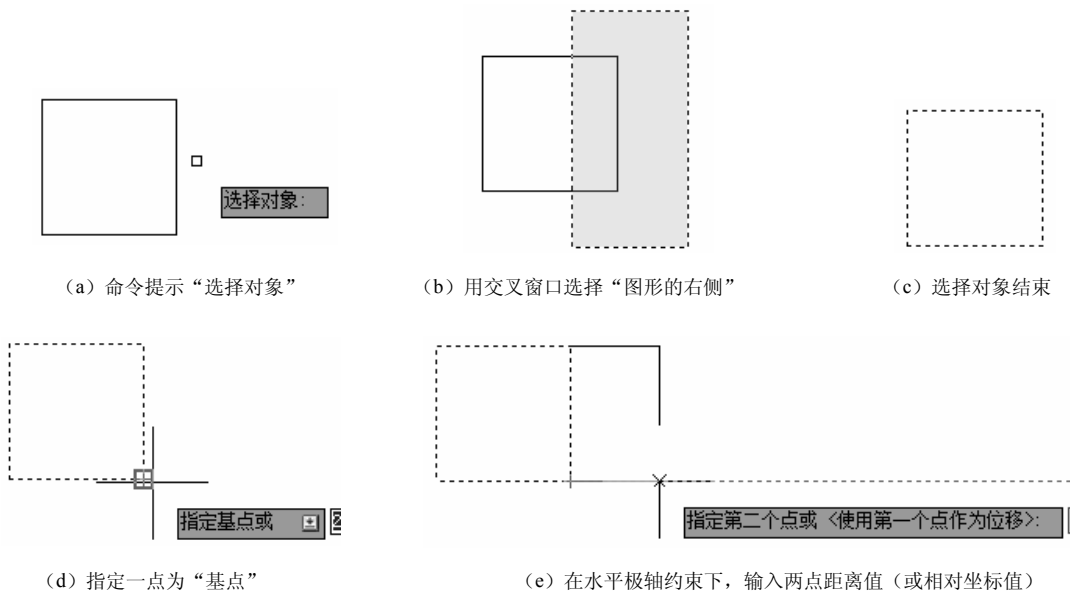 选择对象:
（a）命令提示“选择对象”
（b）用交叉窗口选择“图形的右侧”
（c）选择对象结束
指定基点或
指定第二个点或 <使用第一个点作为位移>:
（d）指定一点为“基点”
（e）在水平极轴约束下，输入两点距离值（或相对坐标值）